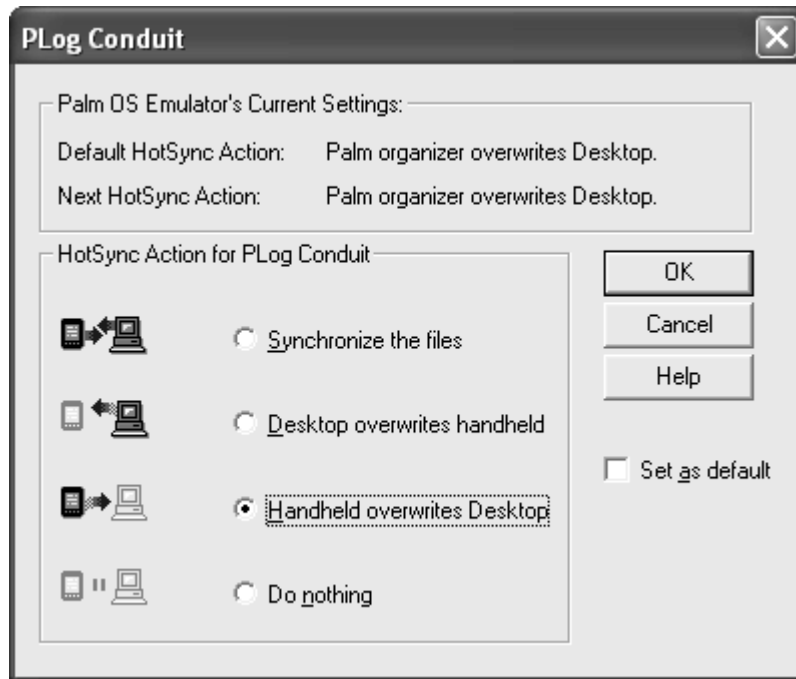 PLog Conduit
Palm OS Emulator's Current Settings:
Default HotSync Action: Palm organizer overwrites Desktop.
Next HotSync Action: Palm organizer overwrites Desktop.
HotSync Action for PLog Conduit
Synchronize the files
Desktop overwrites handheld
Handheld overwrites Desktop
Do nothing
OK
Cancel
Help
Set as default